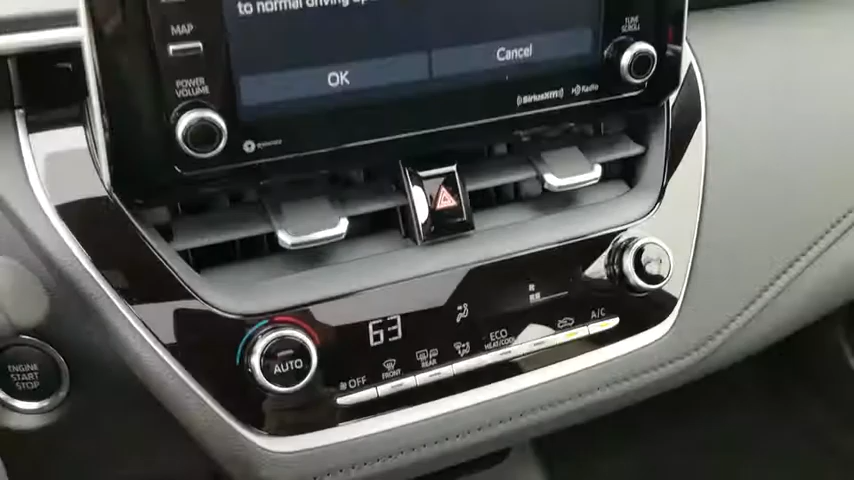 to normal driving
MAP
TUNE
SCROLL
OK
Cancel
POWER
VOLUME
SiriusXM
HD Radio
ENGINE
START
STOP
AUTO
63
OFF
FRONT
REAR
ECO
HEAT/COOL
A/C